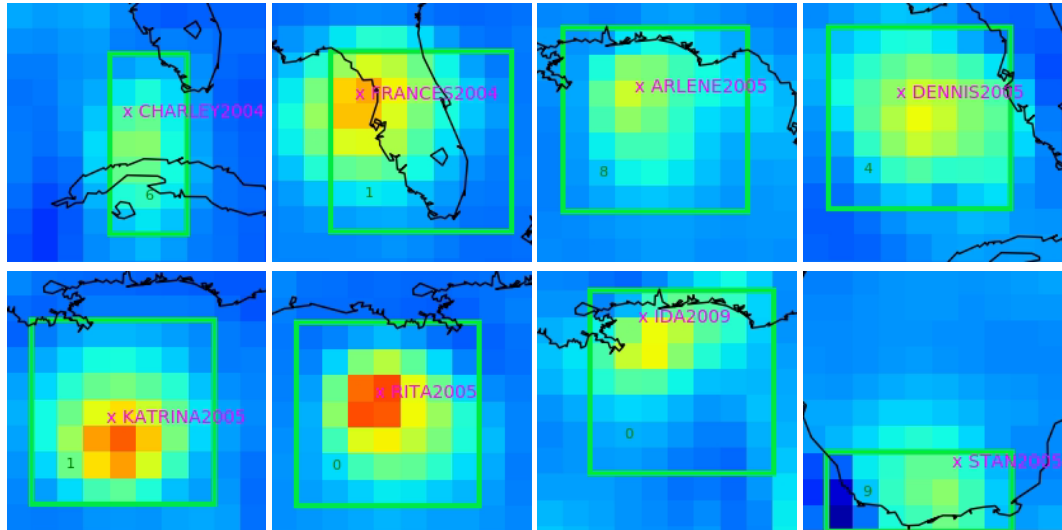 x CHARLEY2004
6
x FRANCES2004
1
x ARLENE2005
8
x DENNIS2005
4
x KATRINA2005
1
x RITA2005
0
x IDA2009
0
x STAN2005
9